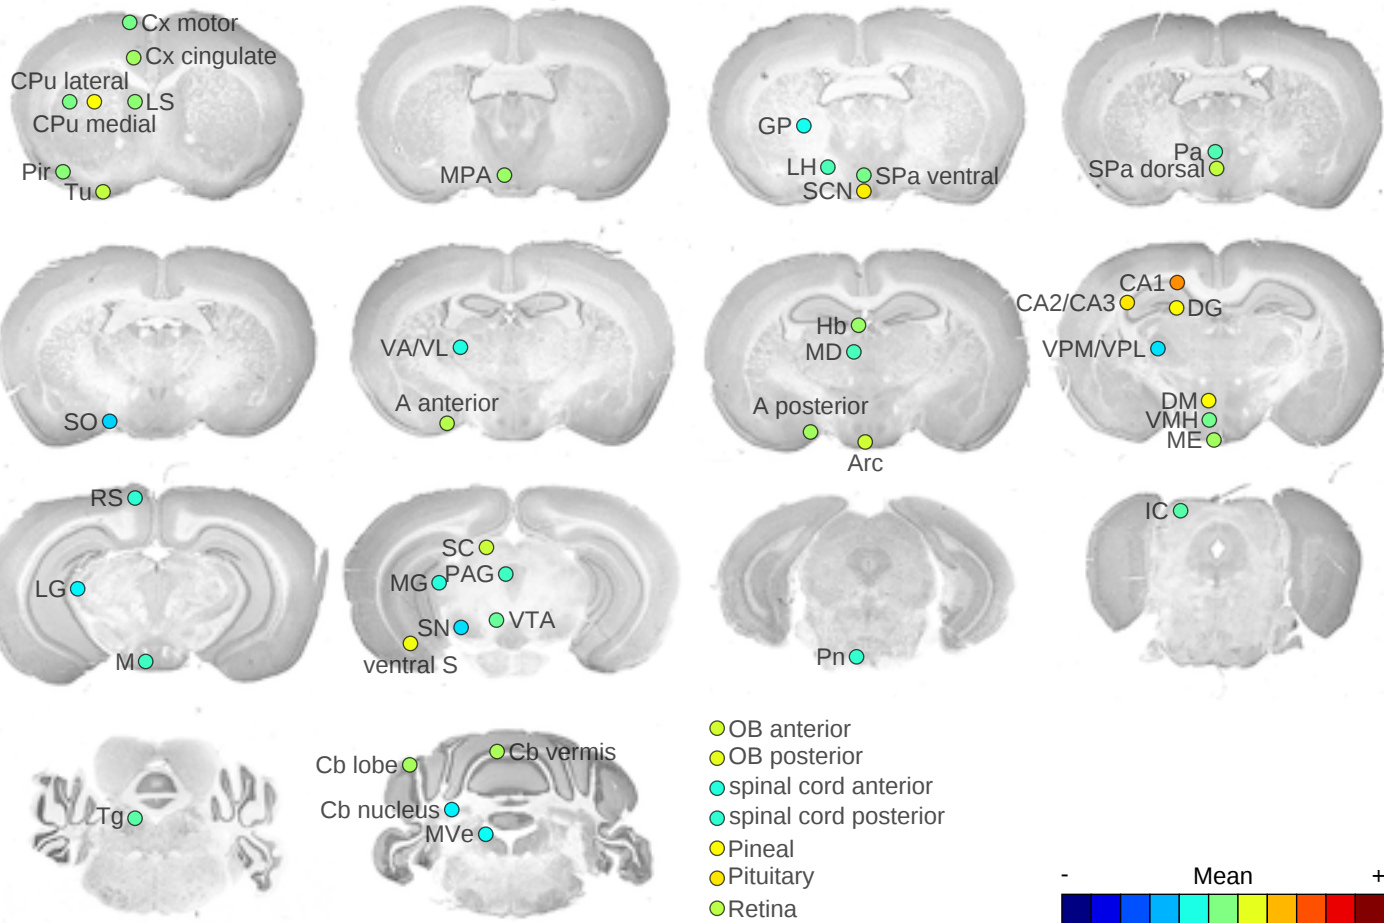 Cx motor
Cx cingulate
CPu lateral
LS
CPu medial
Pir
Tu
MPA
GP
LH
SPa ventral
SCN
Pa
SPa dorsal
SO
VA/VL
A anterior
Hb
MD
A posterior
Arc
CA1
CA2/CA3
DG
VPM/VPL
DM
VMH
ME
RS
LG
M
SC
MG
PAG
SN
VTA
ventral S
Pn
IC
Tg
Cb lobe
Cb vermis
Cb nucleus
MVe
OB anterior
OB posterior
spinal cord anterior
spinal cord posterior
Pineal
Pituitary
Retina
- Mean +